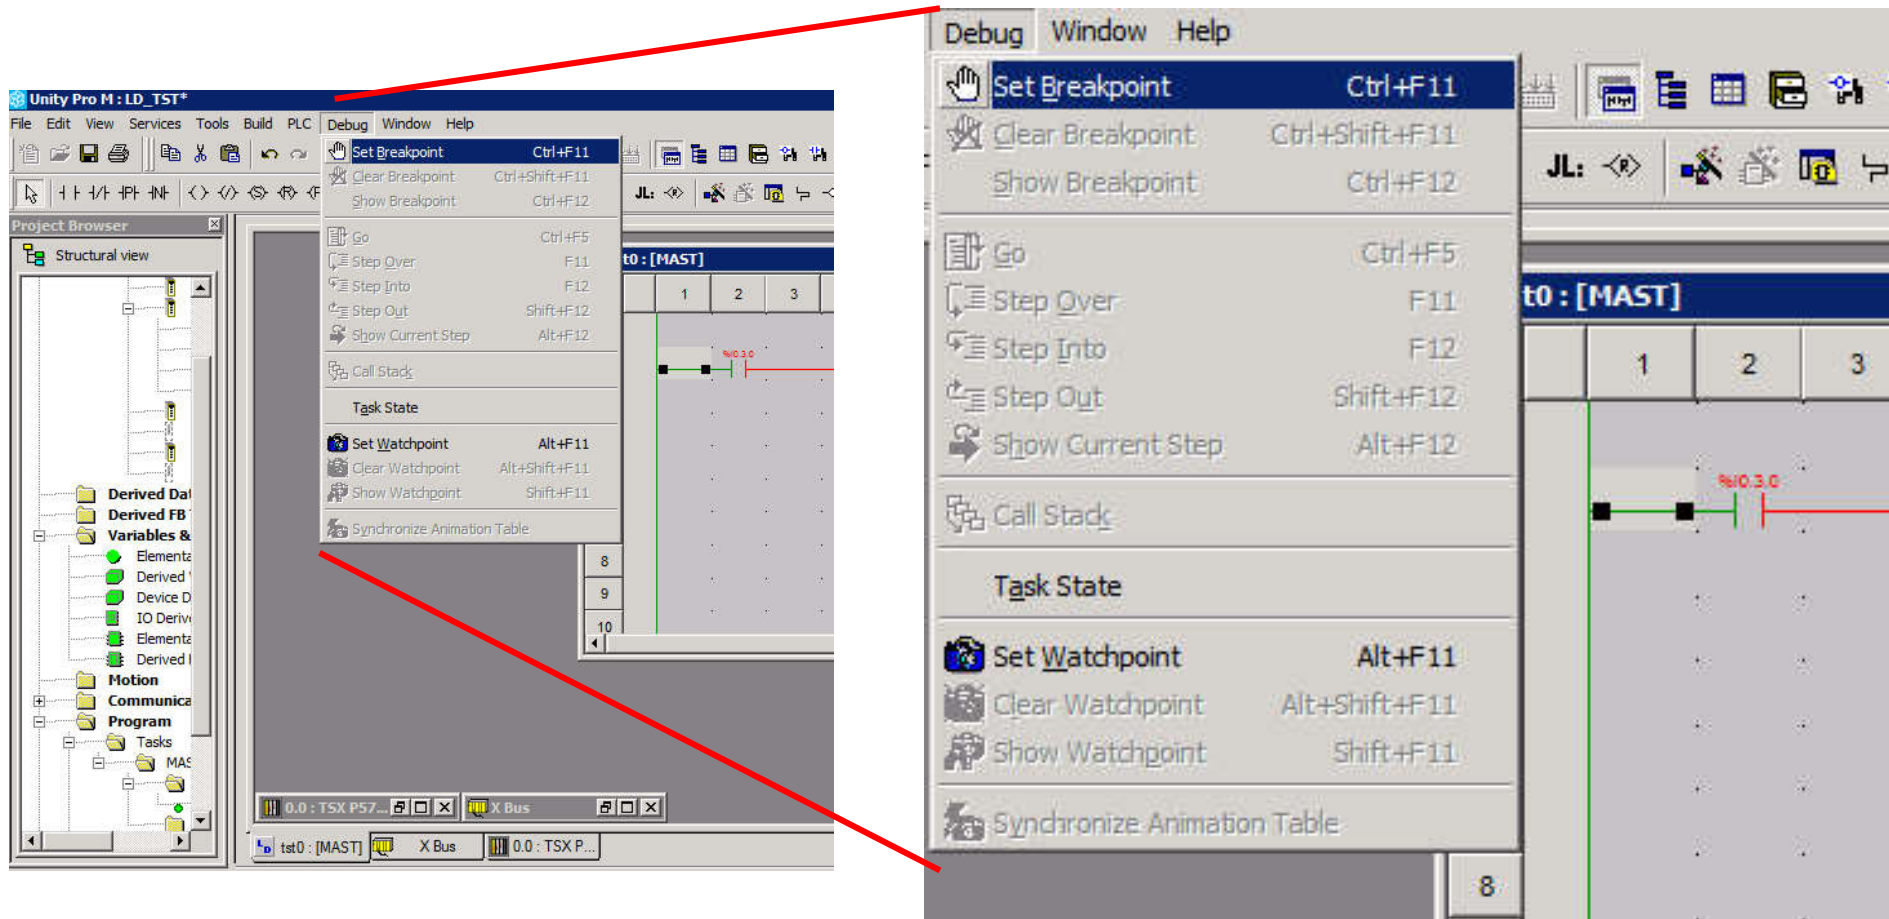 Unity Pro M : LD_TST*
File Edit View Services Tools Build PLC Debug Window Help
Set Breakpoint Ctrl+F11
Clear Breakpoint Ctrl+Shift+F11
Show Breakpoint Ctrl+F12
Go Ctrl+F5
Step Over F11
Step Into F12
Step Out Shift+F12
Show Current Step Alt+F12
Call Stack
Task State
Set Watchpoint Alt+F11
Clear Watchpoint Alt+Shift+F11
Show Watchpoint Shift+F11
Synchronize Animation Table
JL:
Project Browser
Structural view
Derived Dat
Derived FB
Variables &
Elementa
Derived
Device D
IO Derive
Elementa
Derived
Motion
Communica
Program
Tasks
MAS
t0 : [MAST]
1 2 3
%I0.3.0
8
9
10
0.0 : TSX P57... X Bus
tst0 : [MAST] X Bus 0.0 : TSX P...
Debug Window Help
Set Breakpoint Ctrl+F11
Clear Breakpoint Ctrl+Shift+F11
Show Breakpoint Ctrl+F12
Go Ctrl+F5
Step Over F11
Step Into F12
Step Out Shift+F12
Show Current Step Alt+F12
Call Stack
Task State
Set Watchpoint Alt+F11
Clear Watchpoint Alt+Shift+F11
Show Watchpoint Shift+F11
Synchronize Animation Table
JL:
t0 : [MAST]
1 2 3
%I0.3.0
8